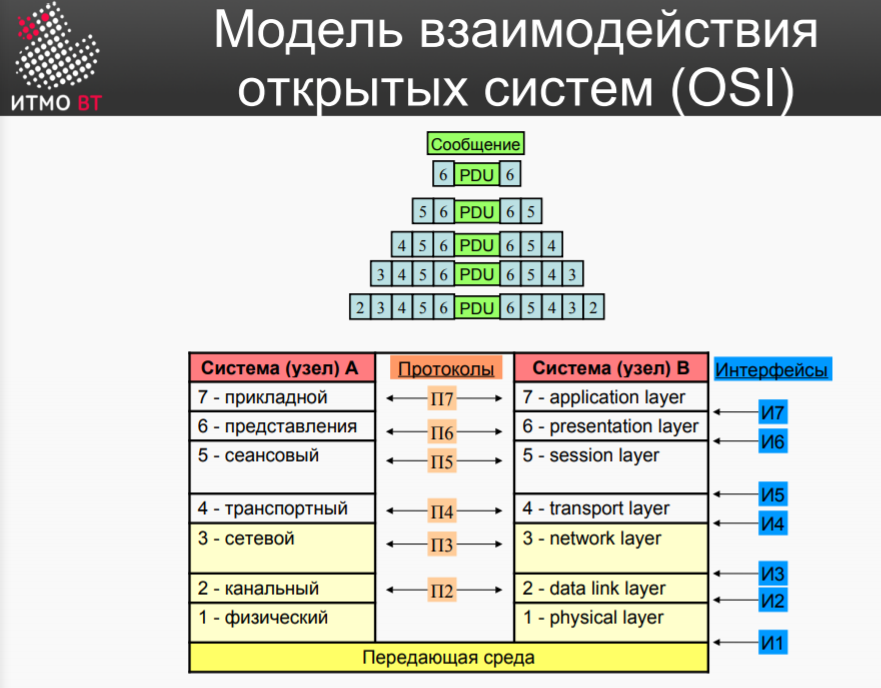 Модель взаимодействия
открытых систем (OSI)
ИТМО ВТ
Сообщение
6 PDU 6
5 6 PDU 6 5
4 5 6 PDU 6 5 4
3 4 5 6 PDU 6 5 4 3
2 3 4 5 6 PDU 6 5 4 3 2
Система (узел) A Протоколы Система (узел) B Интерфейсы
7 - прикладной П7 7 - application layer
И7
6 - представления П6 6 - presentation layer
И6
5 - сеансовый П5 5 - session layer
И5
4 - транспортный П4 4 - transport layer
И4
3 - сетевой П3 3 - network layer
И3
2 - канальный П2 2 - data link layer
И2
1 - физический 1 - physical layer
И1
Передающая среда